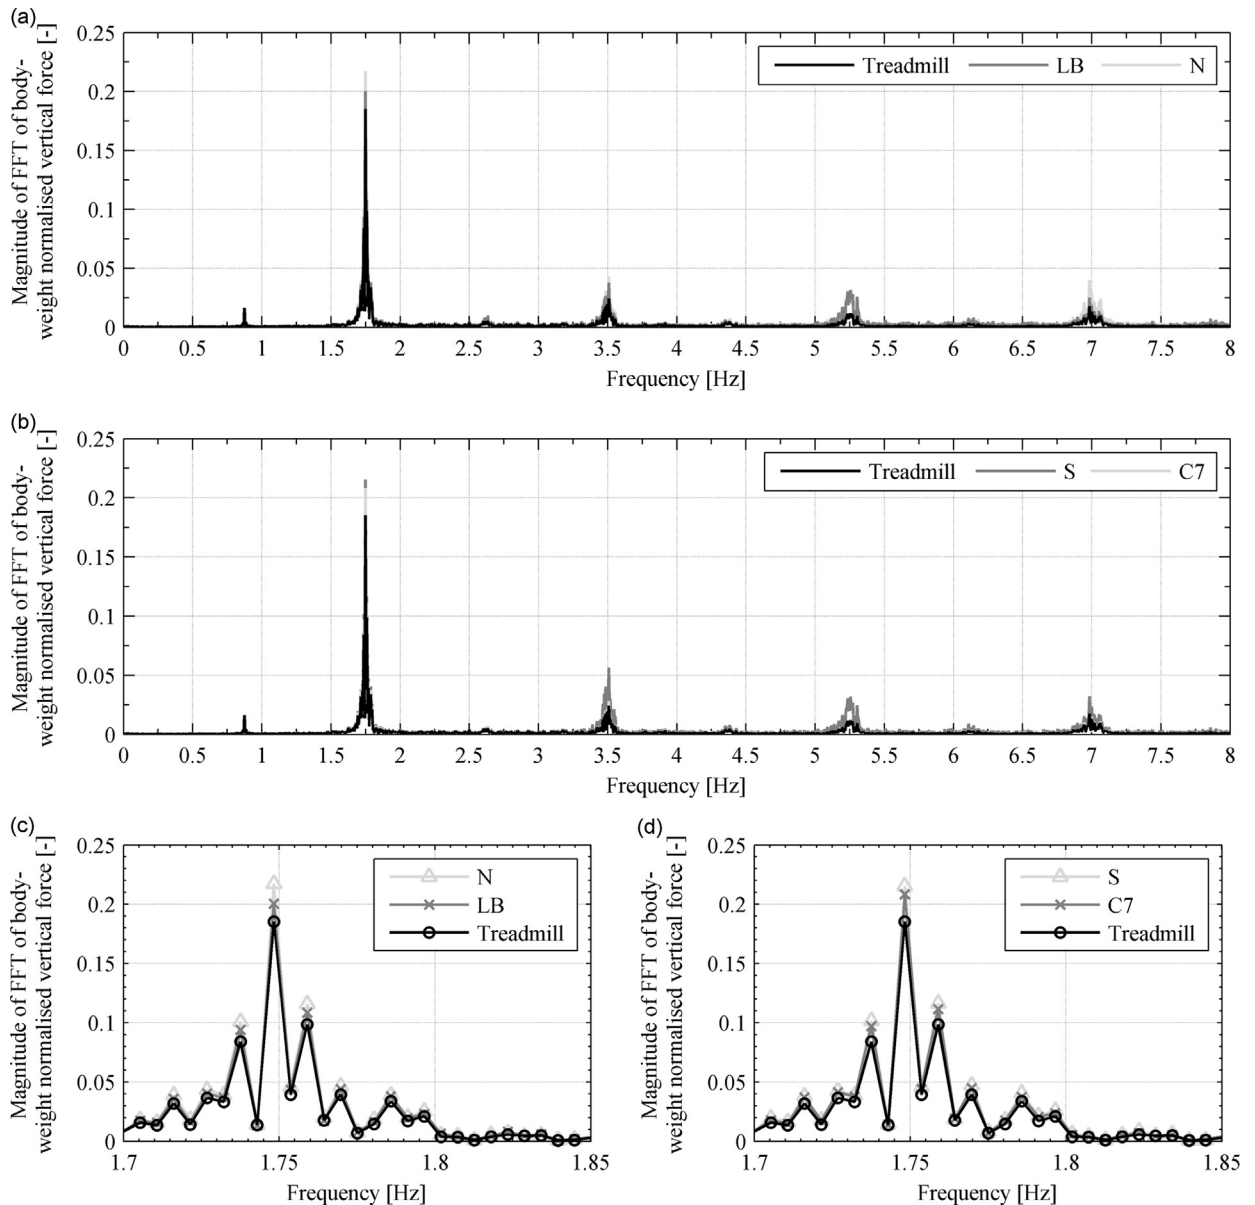 (a)
Magnitude of FFT of body-
weight normalised vertical force [-]
0.25
0.2
0.15
0.1
0.05
0
Treadmill LB N
0 0.5 1 1.5 2 2.5 3 3.5 4 4.5 5 5.5 6 6.5 7 7.5 8
Frequency [Hz]
(b)
Magnitude of FFT of body-
weight normalised vertical force [-]
0.25
0.2
0.15
0.1
0.05
0
Treadmill S C7
0 0.5 1 1.5 2 2.5 3 3.5 4 4.5 5 5.5 6 6.5 7 7.5 8
Frequency [Hz]
(c)
Magnitude of FFT of body-
weight normalised vertical force [-]
0.25
0.2
0.15
0.1
0.05
0
N
LB
Treadmill
1.7 1.75 1.8 1.85
Frequency [Hz]
(d)
Magnitude of FFT of body-
weight normalised vertical force [-]
0.25
0.2
0.15
0.1
0.05
0
S
C7
Treadmill
1.7 1.75 1.8 1.85
Frequency [Hz]